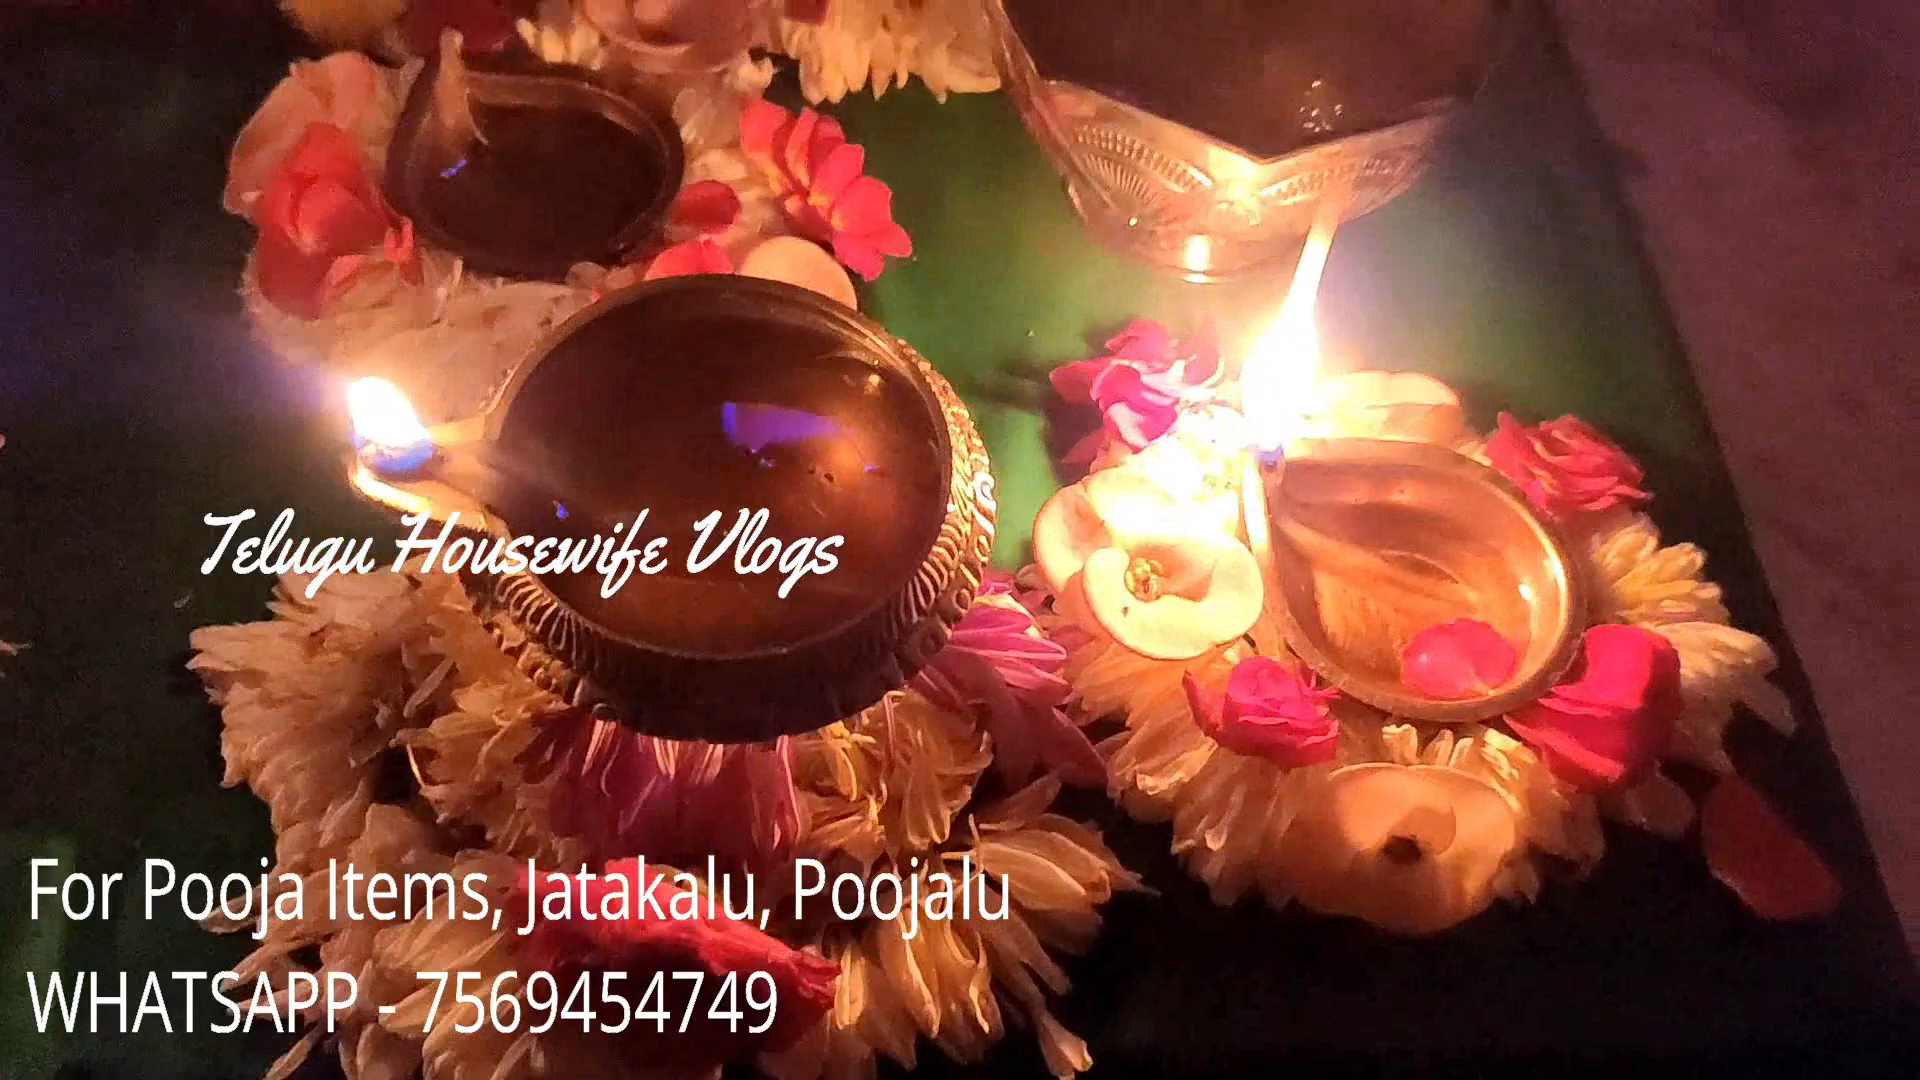 Telugu Housewife Vlogs
For Pooja Items, Jatakalu, Poojalu
WHATSAPP - 7569454749